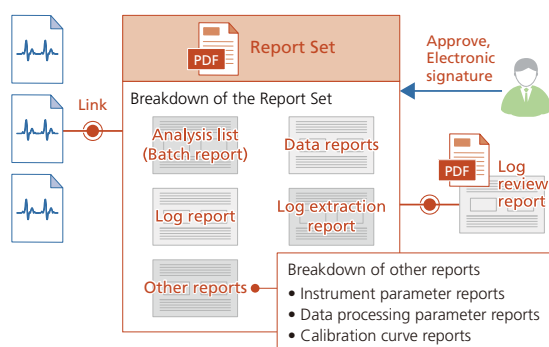 PDF
Report Set
Approve,
Electronic
signature
Link
Breakdown of the Report Set
Analysis list
(Batch report)
Data reports
PDF
Log
review
report
Log report
Log extraction
report
Other reports
Breakdown of other reports
• Instrument parameter reports
• Data processing parameter reports
• Calibration curve reports